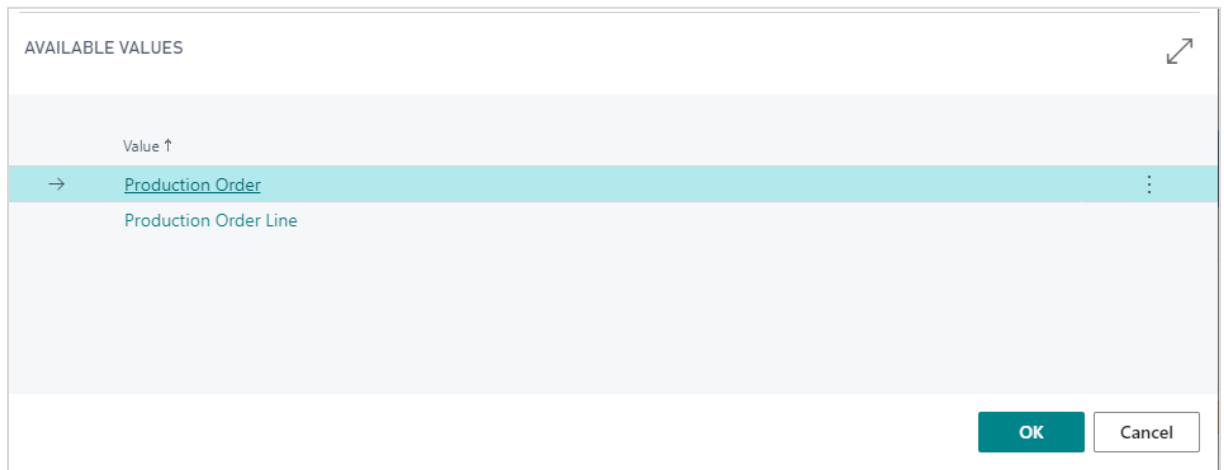 AVAILABLE VALUES
Value ↑
→ Production Order
Production Order Line
OK Cancel